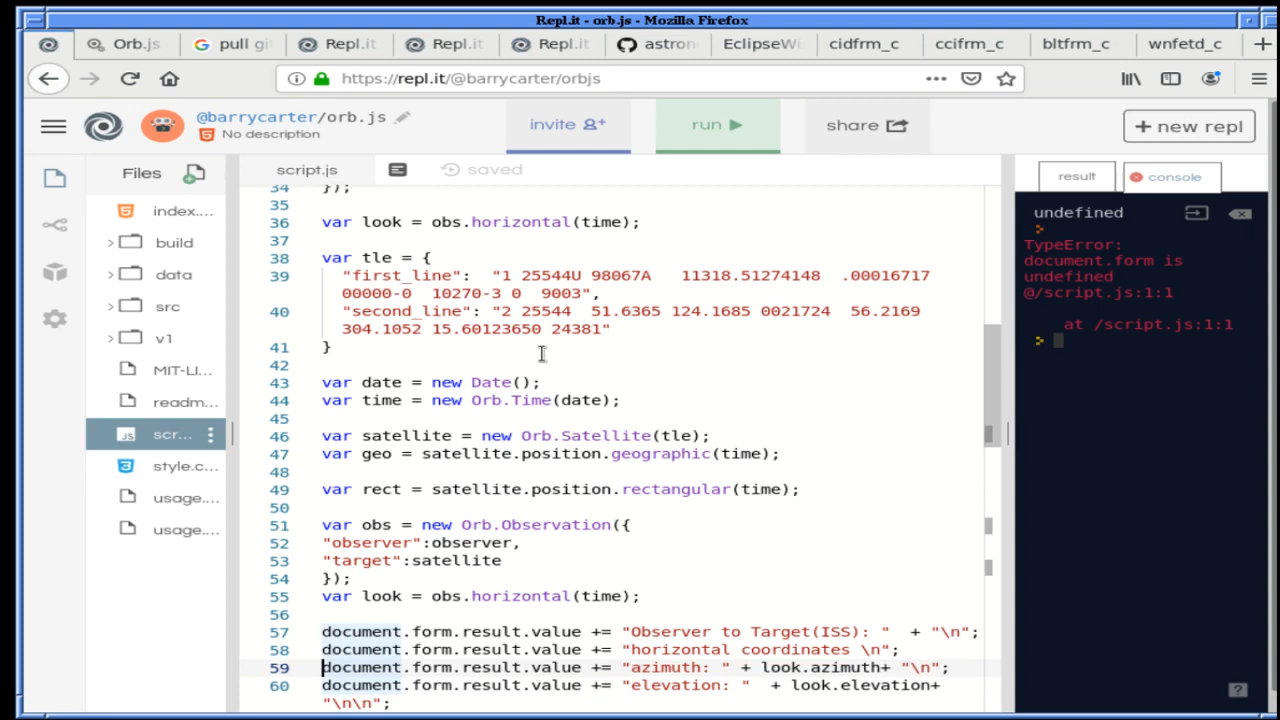 Repl.it - orb.js - Mozilla Firefox
Orb.js
pull gi
Repl.it
Repl.it
Repl.it
astron
EclipseWi
cidfrm_c
ccifrm_c
bltfrm_c
wnfetd_c
https://repl.it/@barrycarter/orbjs
@barrycarter/orb.js
No description
invite
run
share
+ new repl
Files
script.js
saved
result
console
index....
build
data
src
v1
MIT-LI...
readm...
scr...
style.c...
usage....
usage....
34 });
35
36 var look = obs.horizontal(time);
37
38 var tle = {
39 "first_line": "1 25544U 98067A   11318.51274148  .00016717
00000-0  10270-3 0  9003",
40 "second_line": "2 25544  51.6365 124.1685 0021724  56.2169
304.1052 15.60123650 24381"
41 }
42
43 var date = new Date();
44 var time = new Orb.Time(date);
45
46 var satellite = new Orb.Satellite(tle);
47 var geo = satellite.position.geographic(time);
48
49 var rect = satellite.position.rectangular(time);
50
51 var obs = new Orb.Observation({
52 "observer":observer,
53 "target":satellite
54 });
55 var look = obs.horizontal(time);
56
57 document.form.result.value += "Observer to Target(ISS): "  + "\n";
58 document.form.result.value += "horizontal coordinates \n";
59 document.form.result.value += "azimuth: " + look.azimuth+ "\n";
60 document.form.result.value += "elevation: "  + look.elevation+
"\n\n";
undefined
>
TypeError:
document.form is
undefined
@/script.js:1:1
at /script.js:1:1
>
?